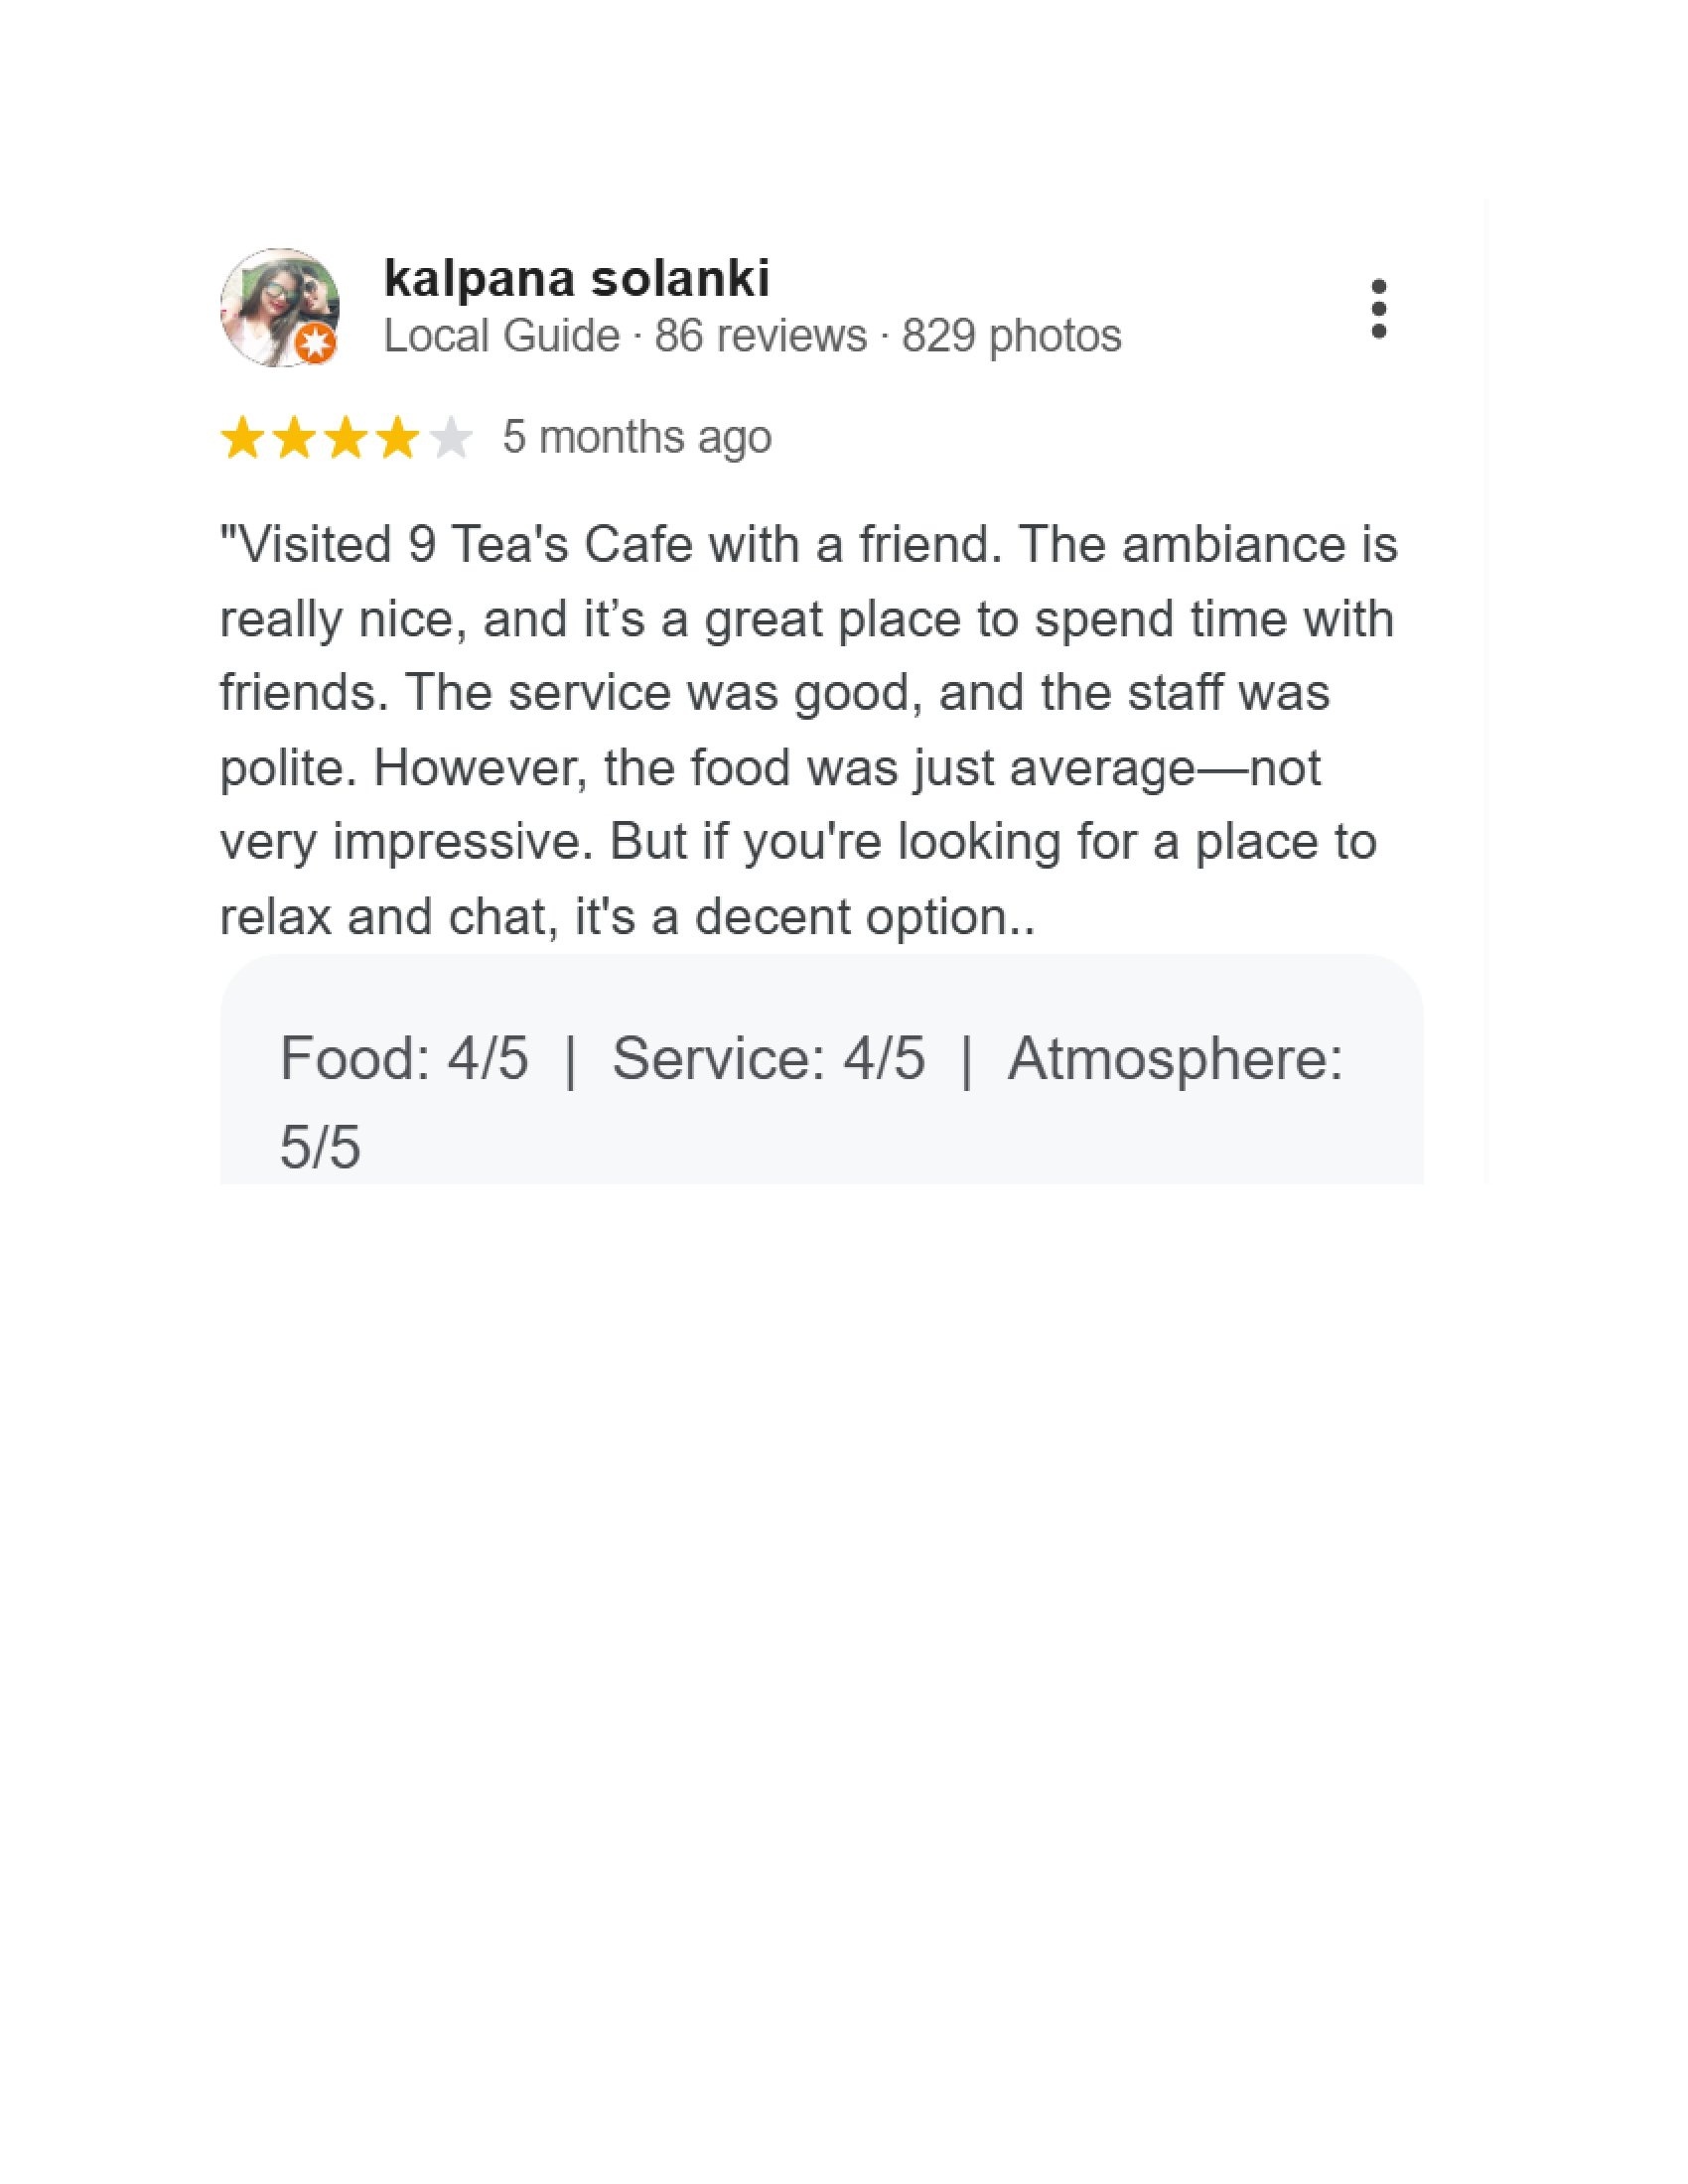 kalpana solanki
Local Guide · 86 reviews · 829 photos
5 months ago
"Visited 9 Tea's Cafe with a friend. The ambiance is
really nice, and it’s a great place to spend time with
friends. The service was good, and the staff was
polite. However, the food was just average—not
very impressive. But if you're looking for a place to
relax and chat, it's a decent option..
Food: 4/5 | Service: 4/5 | Atmosphere:
5/5